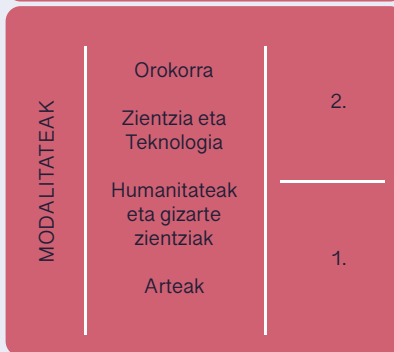 MODALITATEAK
Orokorra
Zientzia eta
Teknologia
Humanitateak
eta gizarte
zientziak
Arteak
2.
1.